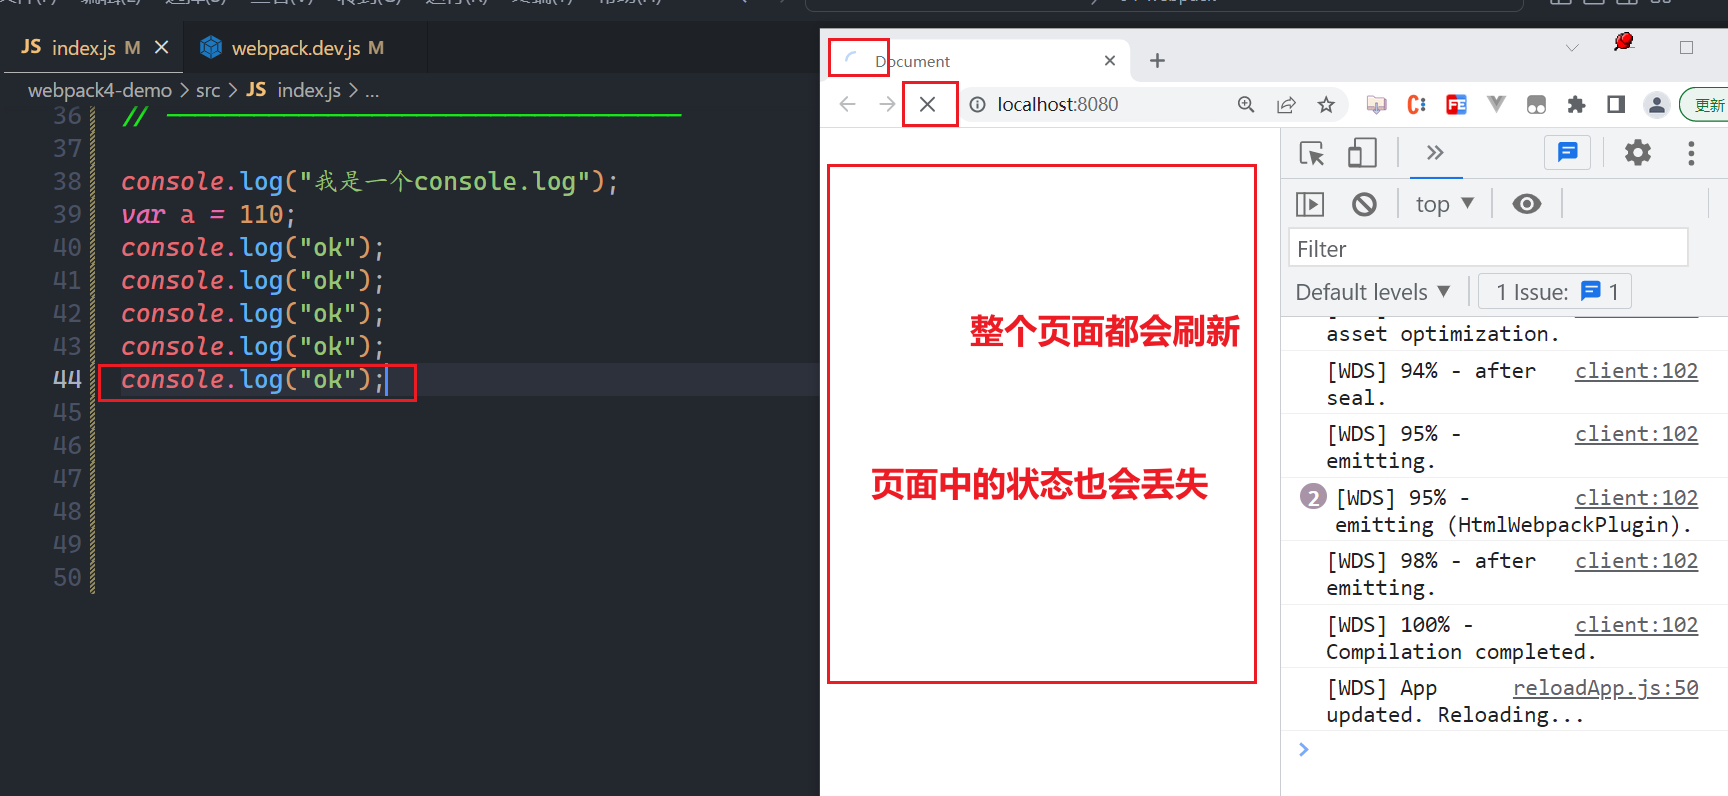 index.js M
webpack.dev.js M
webpack4-demo > src > JS index.js > ...
36 // 
37
38 console.log("我是一个console.log");
39 var a = 110;
40 console.log("ok");
41 console.log("ok");
42 console.log("ok");
43 console.log("ok");
44 console.log("ok");
45
46
47
48
49
50
Document
localhost:8080
更新
整个页面都会刷新
页面中的状态也会丢失
top
Filter
Default levels
1 Issue: 1
asset optimization.
[WDS] 94% - after client:102
seal.
[WDS] 95% - client:102
emitting.
2 [WDS] 95% - client:102
emitting (HtmlWebpackPlugin).
[WDS] 98% - after client:102
emitting.
[WDS] 100% - client:102
Compilation completed.
[WDS] App reloadApp.js:50
updated. Reloading...